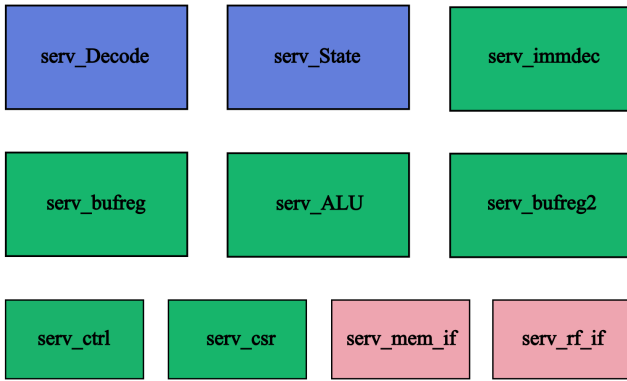 serv_Decode
serv_State
serv_immdec
serv_bufreg
serv_ALU
serv_bufreg2
serv_ctrl
serv_csr
serv_mem_if
serv_rf_if